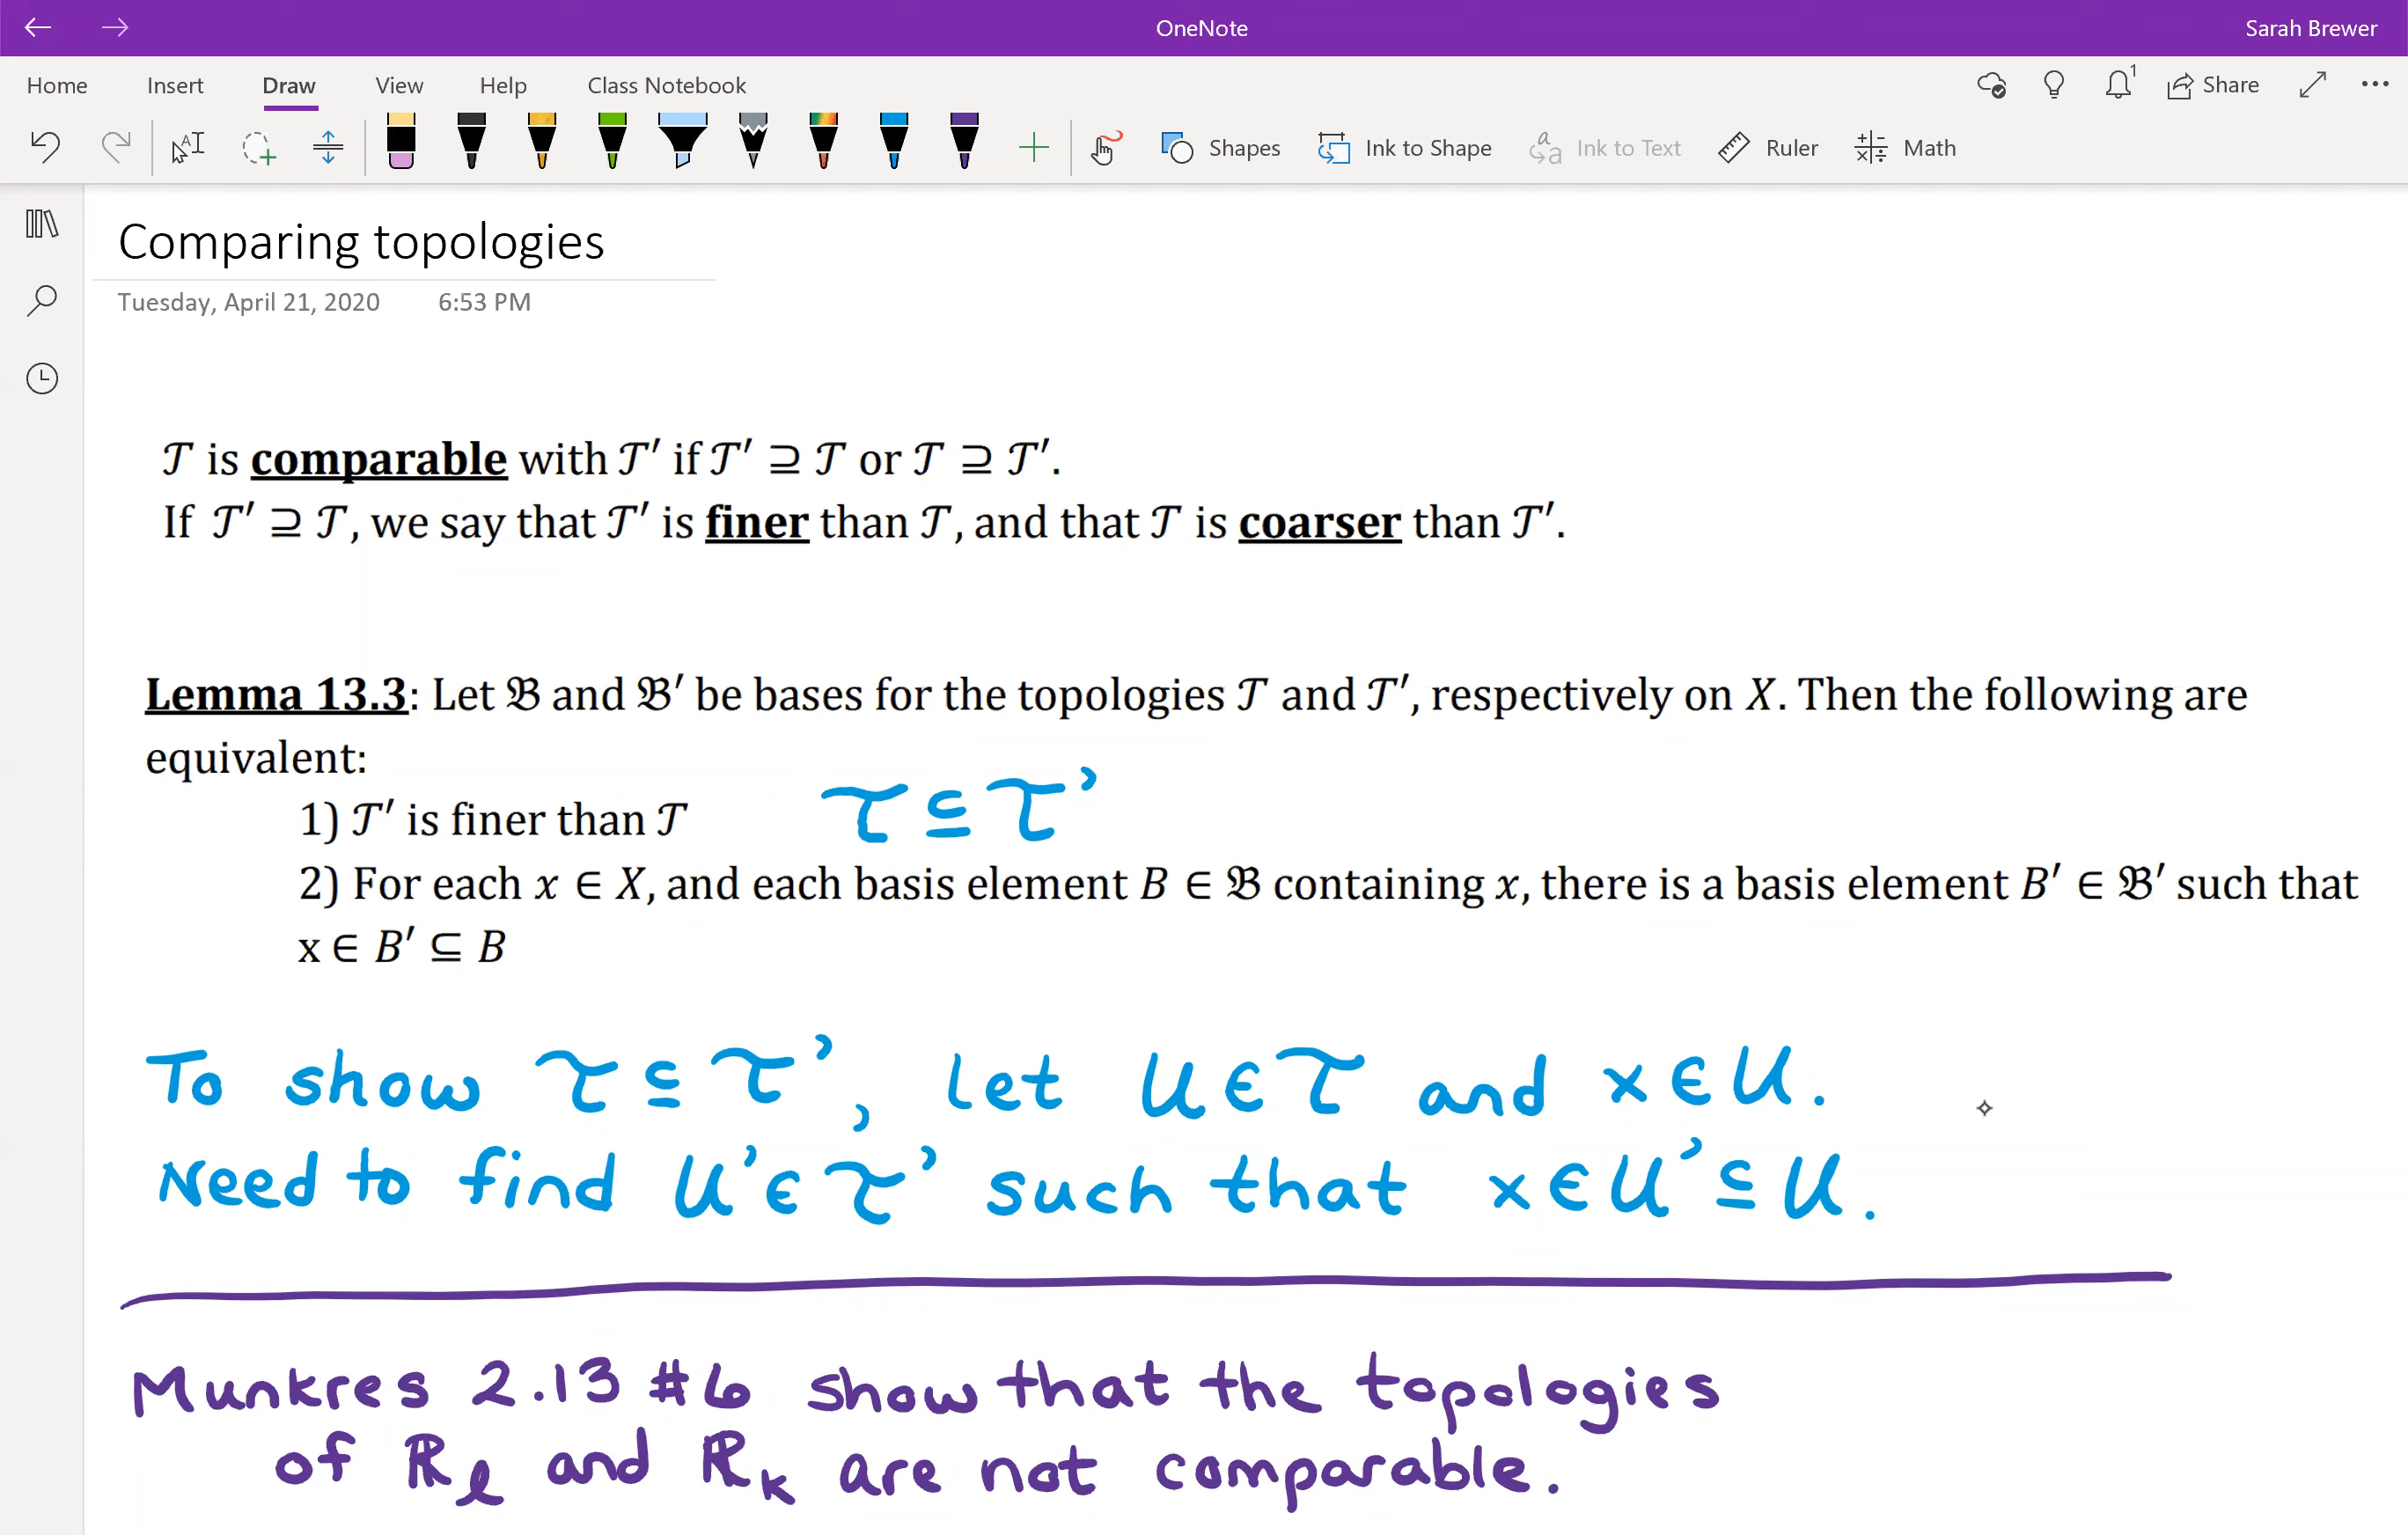 OneNote
Sarah Brewer
Home Insert Draw View Help Class Notebook
1 Share
Shapes Ink to Shape Ink to Text Ruler Math
Comparing topologies
Tuesday, April 21, 2020 6:53 PM
𝒯 is comparable with 𝒯′ if 𝒯′ ⊇ 𝒯 or 𝒯 ⊇ 𝒯′.
If 𝒯′ ⊇ 𝒯, we say that 𝒯′ is finer than 𝒯, and that 𝒯 is coarser than 𝒯′.
Lemma 13.3: Let 𝔅 and 𝔅′ be bases for the topologies 𝒯 and 𝒯′, respectively on X. Then the following are
equivalent:
1) 𝒯′ is finer than 𝒯 𝒯 ⊆ 𝒯'
2) For each x ∈ X, and each basis element B ∈ 𝔅 containing x, there is a basis element B′ ∈ 𝔅′ such that
x ∈ B′ ⊆ B
To show 𝒯 ⊆ 𝒯', let U ∈ 𝒯 and x ∈ U.
Need to find U' ∈ 𝒯' such that x ∈ U' ⊆ U.
Munkres 2.13 #6 show that the topologies
of ℝℓ and ℝₖ are not comparable.